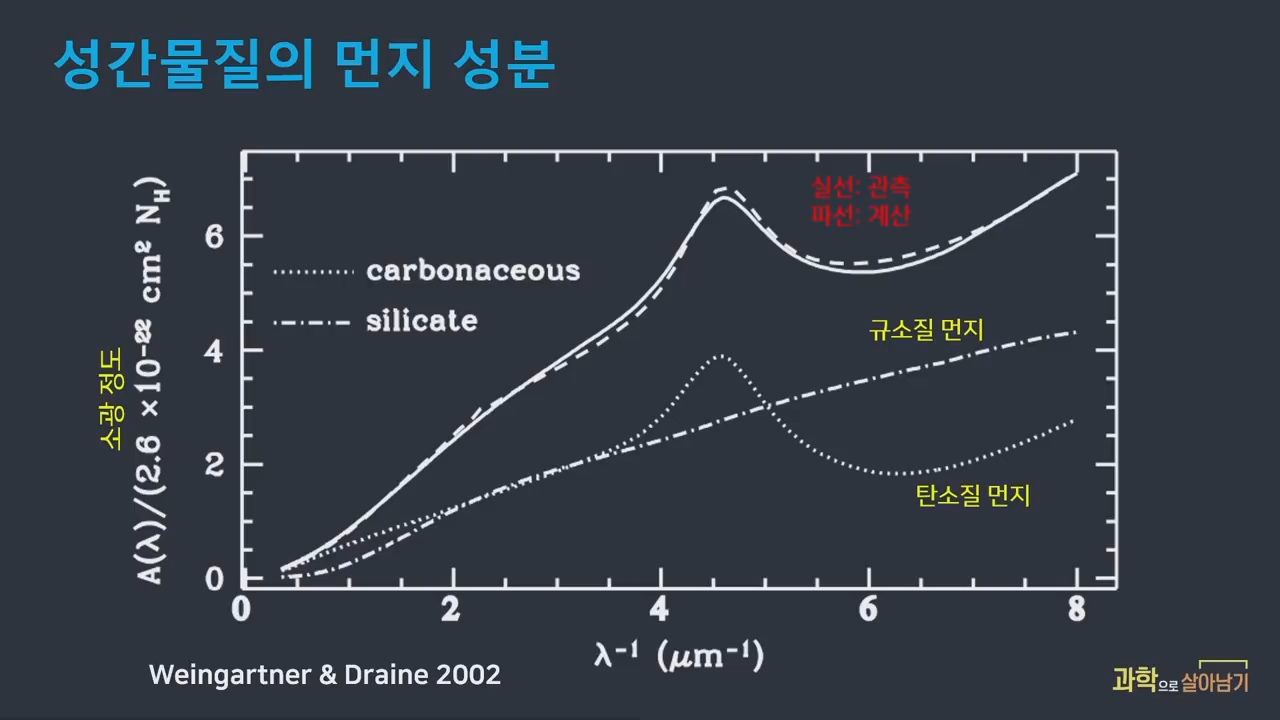 성간물질의 먼지 성분
실선: 관측
파선: 계산
carbonaceous
silicate
규소질 먼지
탄소질 먼지
소광 정도
A(λ)/(2.6 ×10⁻²² cm² N_H)
6
4
2
0
0 2 4 6 8
λ⁻¹ (μm⁻¹)
Weingartner & Draine 2002
과학으로 살아남기